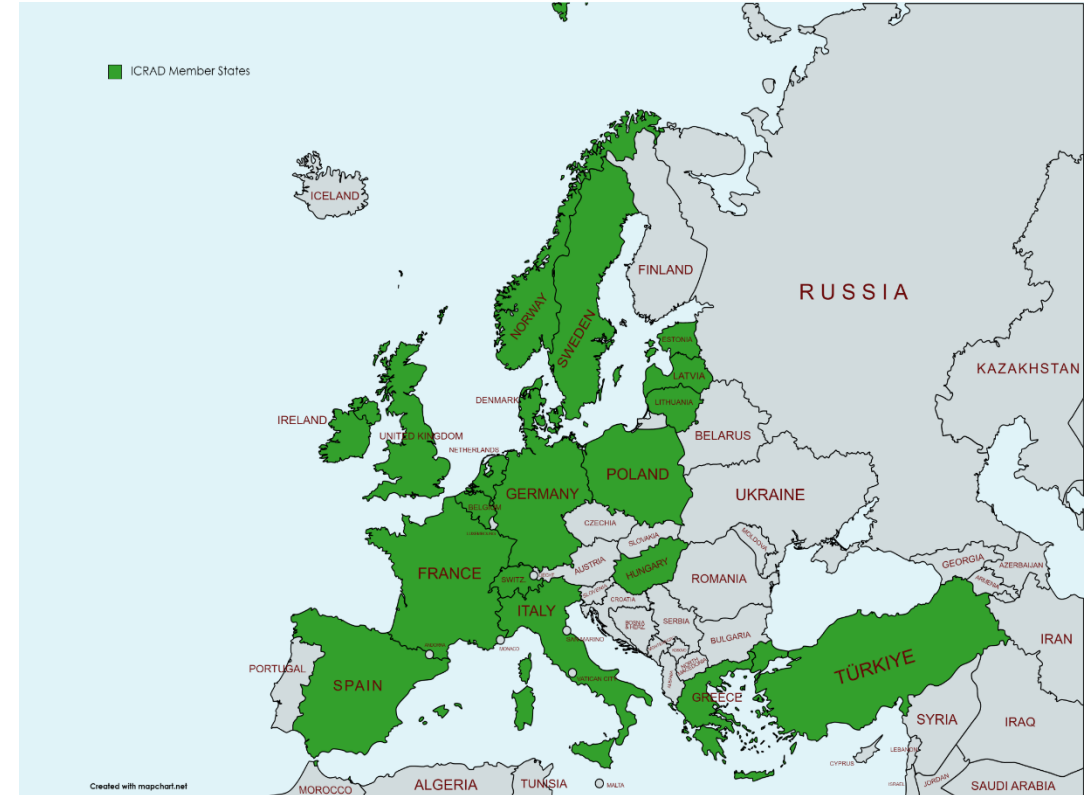 ICRAD Member States
ICELAND
FINLAND
RUSSIA
NORWAY
SWEDEN
ESTONIA
KAZAKHSTAN
LATVIA
DENMARK
LITHUANIA
IRELAND
UNITED KINGDOM
BELARUS
NETHERLANDS
POLAND
GERMANY
UKRAINE
BELGIUM
CZECHIA
SLOVAKIA
MOLDOVA
AUSTRIA
HUNGARY
FRANCE
SWITZ.
ROMANIA
GEORGIA
AZERBAIJAN
ARMENIA
SLOVENIA
CROATIA
ITALY
SERBIA
BULGARIA
SAN MARINO
MONACO
IRAN
PORTUGAL
SPAIN
VATICAN CITY
NORTH
MACEDONIA
TÜRKIYE
GREECE
SYRIA
IRAQ
LEBANON
CYPRUS
ISRAEL
JORDAN
SAUDI ARABIA
MOROCCO
ALGERIA
TUNISIA
MALTA
Created with mapchart.net